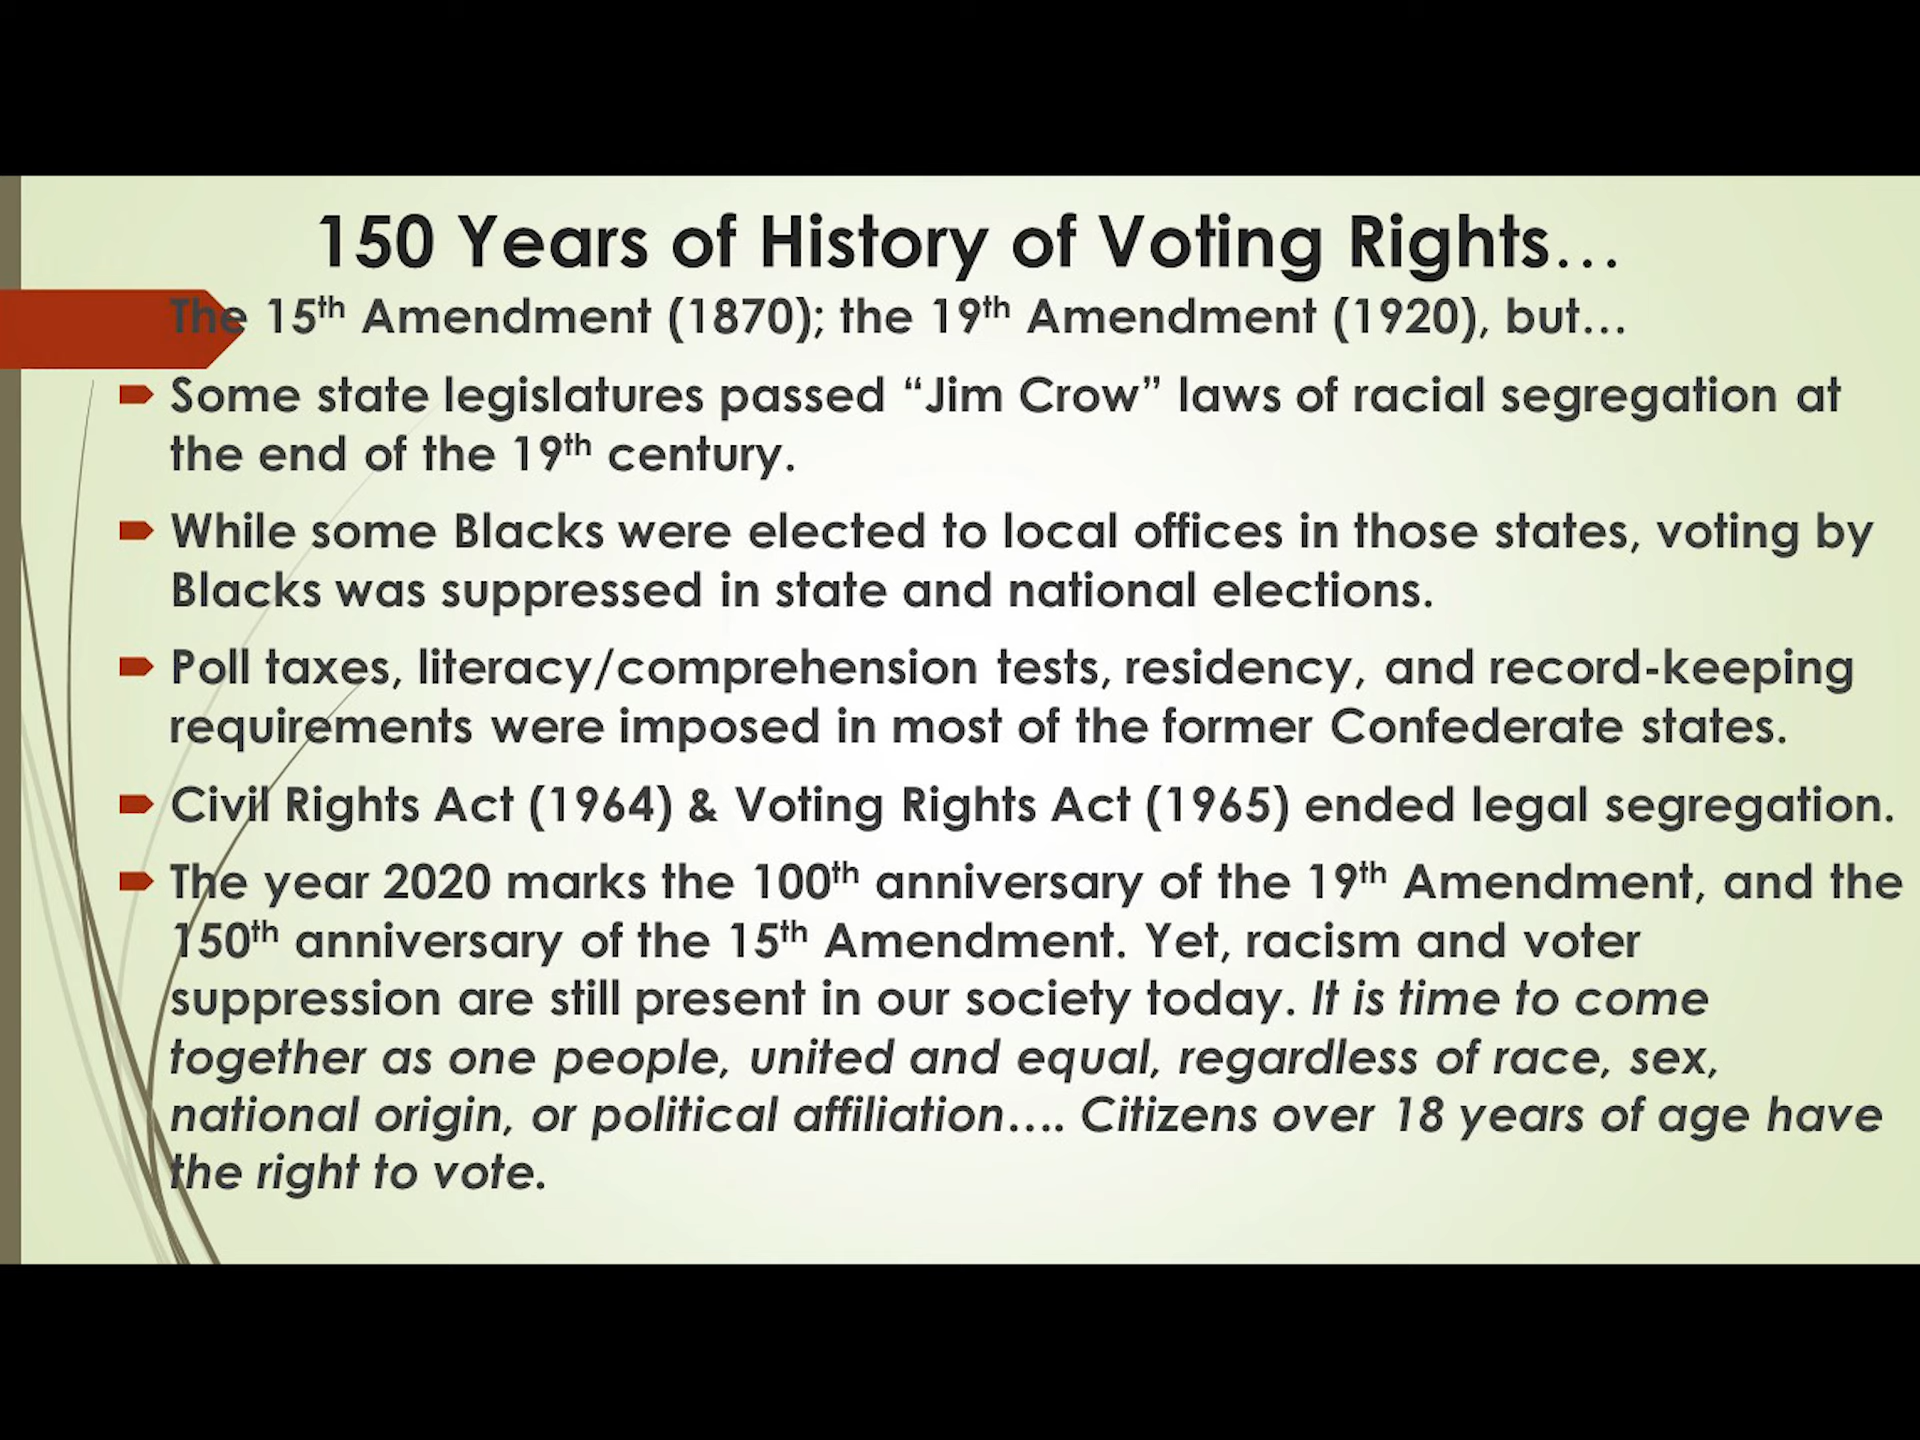 150 Years of History of Voting Rights…
The 15th Amendment (1870); the 19th Amendment (1920), but…
Some state legislatures passed “Jim Crow” laws of racial segregation at
the end of the 19th century.
While some Blacks were elected to local offices in those states, voting by
Blacks was suppressed in state and national elections.
Poll taxes, literacy/comprehension tests, residency, and record-keeping
requirements were imposed in most of the former Confederate states.
Civil Rights Act (1964) & Voting Rights Act (1965) ended legal segregation.
The year 2020 marks the 100th anniversary of the 19th Amendment, and the
150th anniversary of the 15th Amendment. Yet, racism and voter
suppression are still present in our society today. It is time to come
together as one people, united and equal, regardless of race, sex,
national origin, or political affiliation…. Citizens over 18 years of age have
the right to vote.